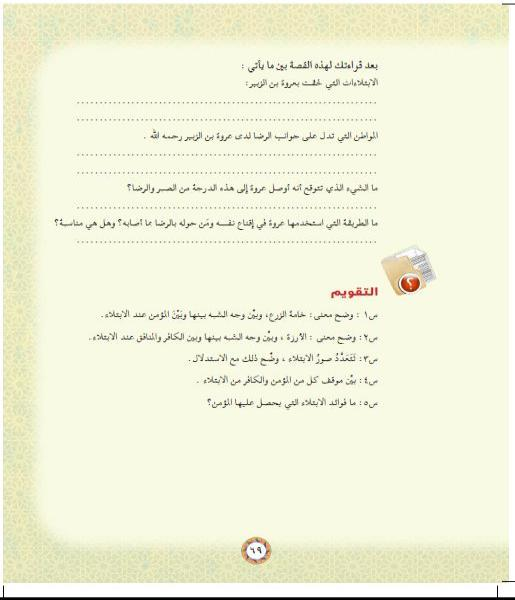 بعد قراءتك لهذه القصة بين ما يأتي :
الابتلاءات التي لحقت بعروة بن الزبير:
المواطن التي تدل على جوانب الرضا لدى عروة بن الزبير رحمه الله .
ما الشيء الذي تتوقع أنه أوصل عروة إلى هذه الدرجة من الصبر والرضا؟
ما الطريقة التي استخدمها عروة في إقناع نفسه ومَن حوله بالرضا بما أصابه؟ وهل هي مناسبة؟
التقويم
س١ : وضح معنى: خامة الزرع، وبيِّن وجه الشبه بينها وبَيْنَ المؤمن عند الابتلاء.
س٢: وضح معنى : الأرزة ، وبيِّن وجه الشبه بينها وبين الكافر والمنافق عند الابتلاء.
س٣: تَتَعَدَّدُ صورُ الابتلاء ، وضِّح ذلك مع الاستدلال.
س٤: بيِّن موقف كل من المؤمن والكافر من الابتلاء .
س٥: ما فوائد الابتلاء التي يحصل عليها المؤمن؟
٦٩